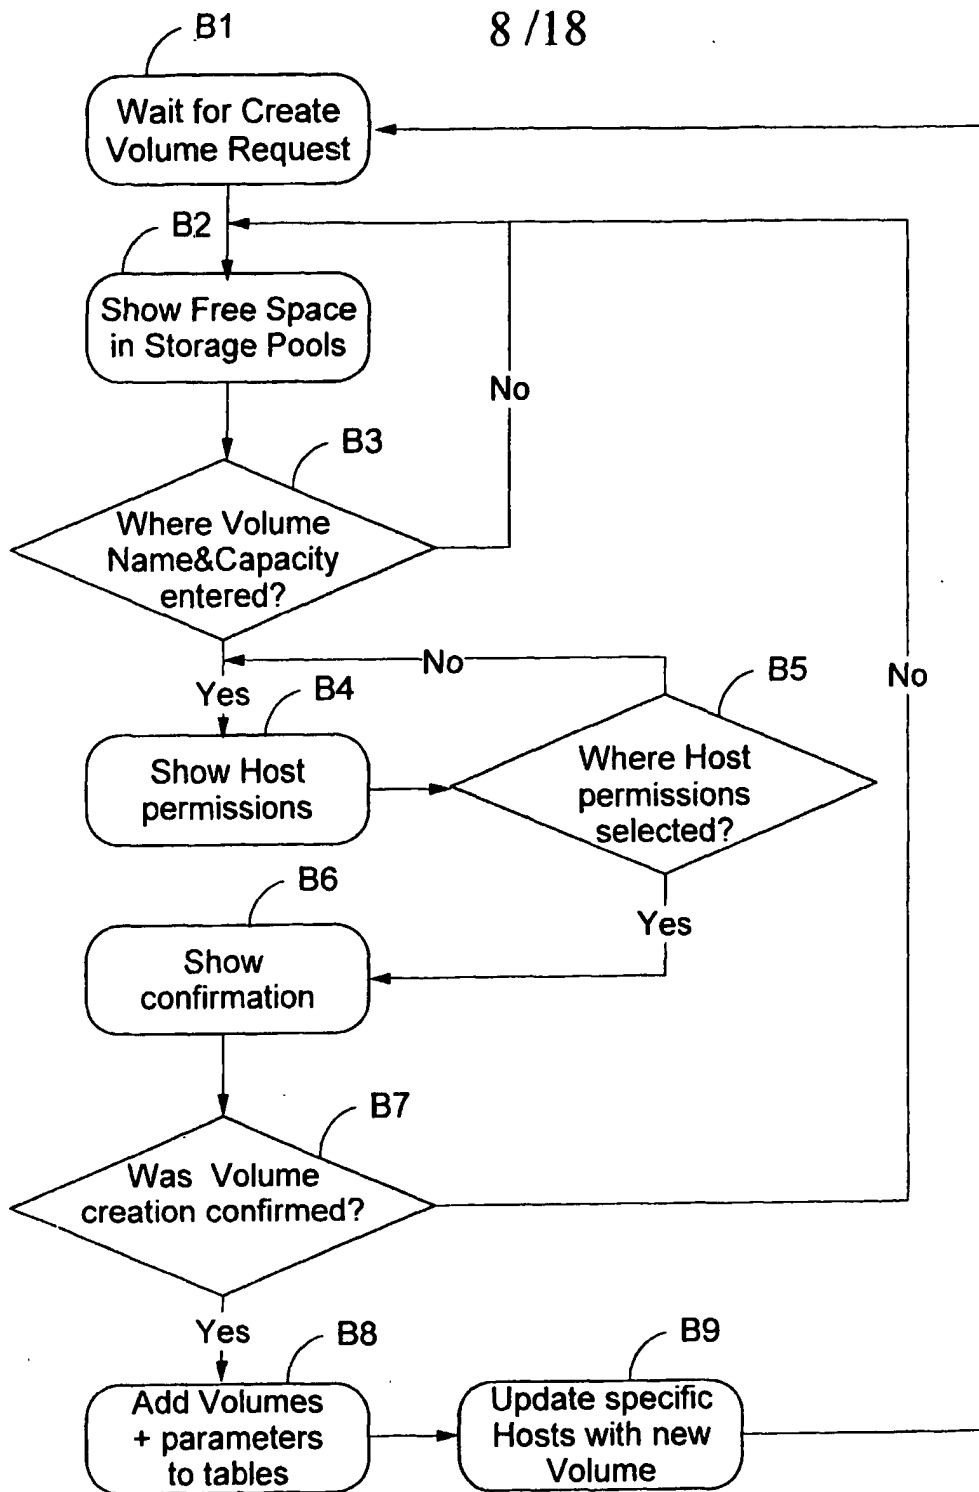 8 /18
B1
Wait for Create
Volume Request
B2
Show Free Space
in Storage Pools
No
B3
Where Volume
Name&Capacity
entered?
No
Yes
B4
Show Host
permissions
B5
Where Host
permissions
selected?
No
Yes
B6
Show
confirmation
B7
Was Volume
creation confirmed?
Yes
B8
Add Volumes
+ parameters
to tables
B9
Update specific
Hosts with new
Volume